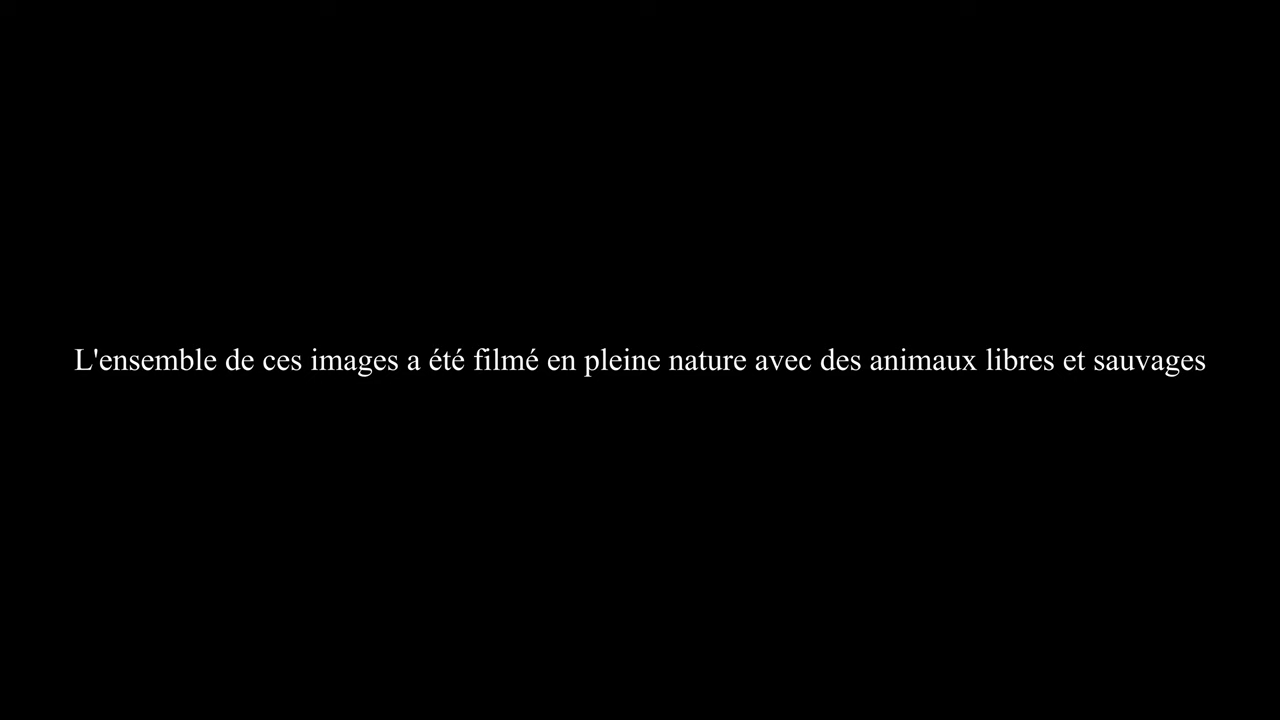 L'ensemble de ces images a été filmé en pleine nature avec des animaux libres et sauvages